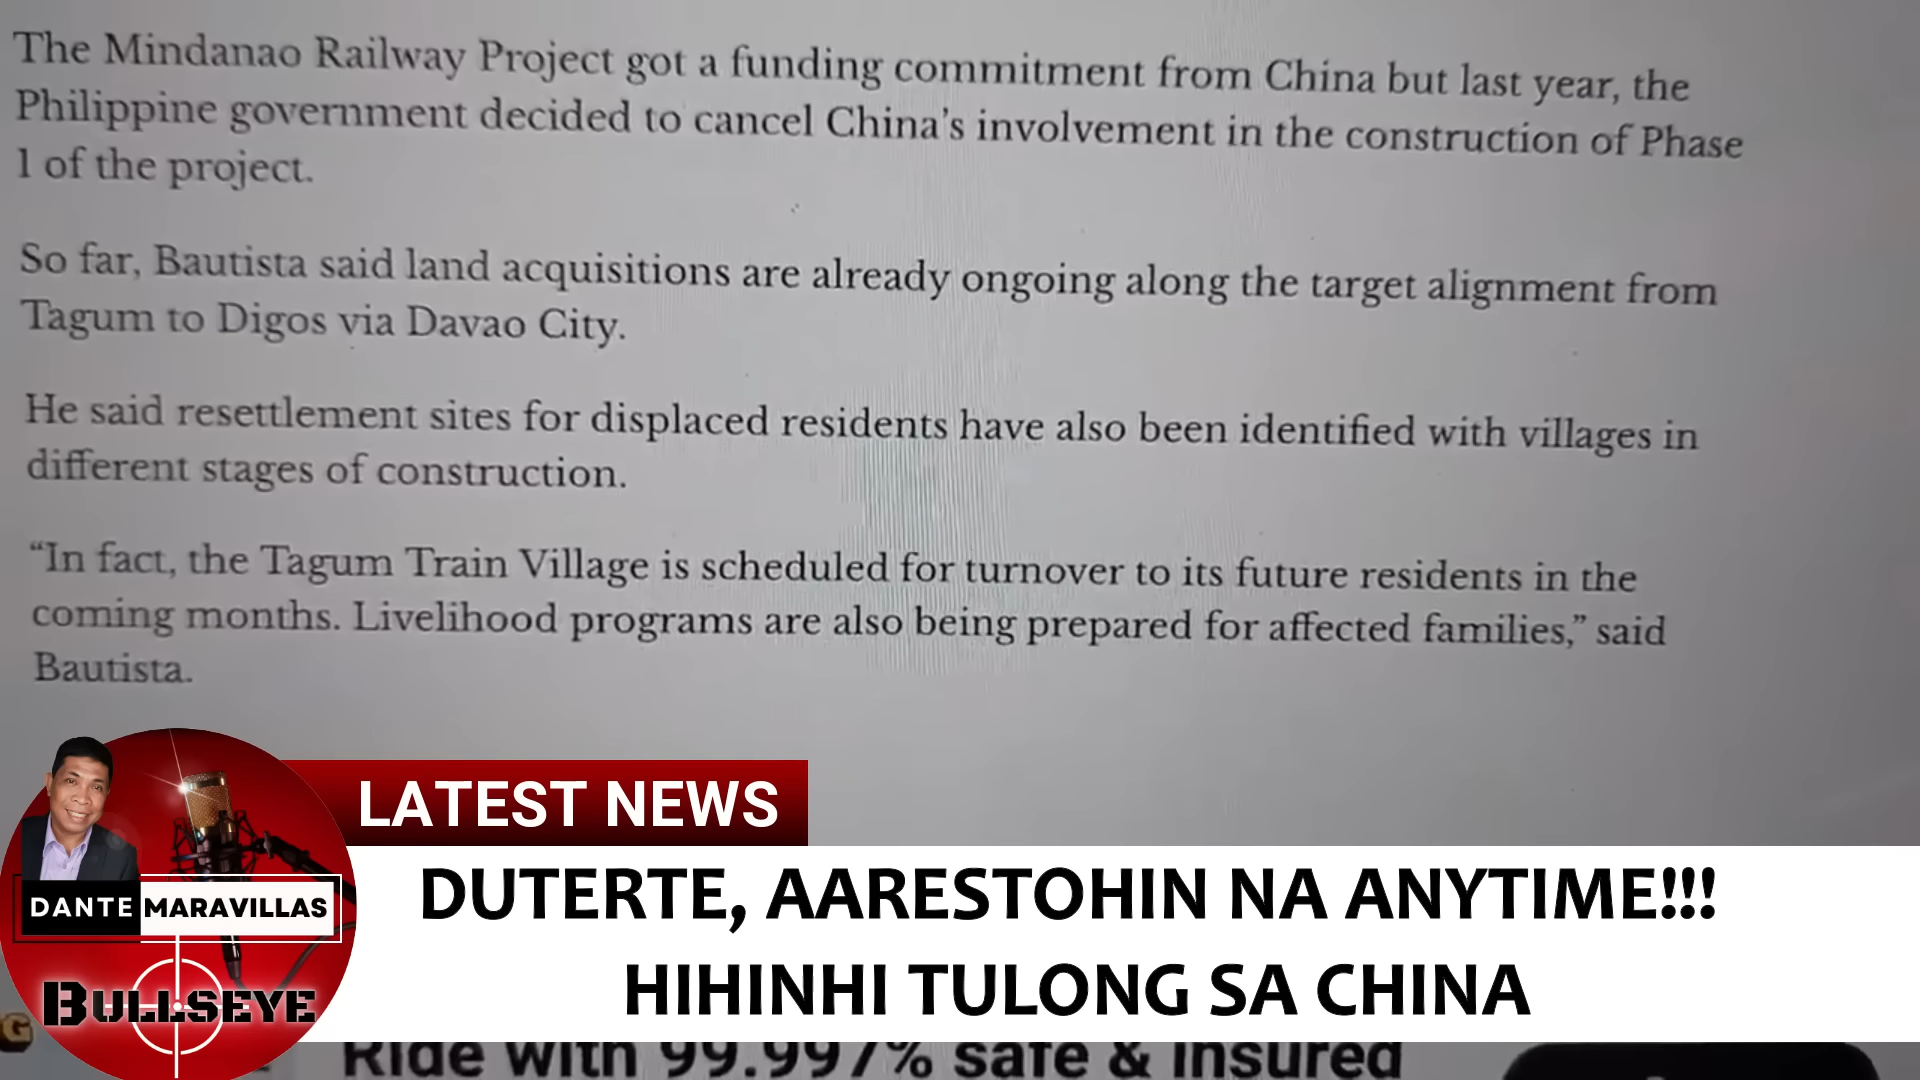 The Mindanao Railway Project got a funding commitment from China but last year, the
Philippine government decided to cancel China's involvement in the construction of Phase
1 of the project.
So far, Bautista said land acquisitions are already ongoing along the target alignment from
Tagum to Digos via Davao City.
He said resettlement sites for displaced residents have also been identified with villages in
different stages of construction.
“In fact, the Tagum Train Village is scheduled for turnover to its future residents in the
coming months. Livelihood programs are also being prepared for affected families,” said
Bautista.
LATEST NEWS
DUTERTE, AARESTOHIN NA ANYTIME!!!
HIHINHI TULONG SA CHINA
DANTE MARAVILLAS
BULLSEYE
G
Ride with 99.997% safe & insured